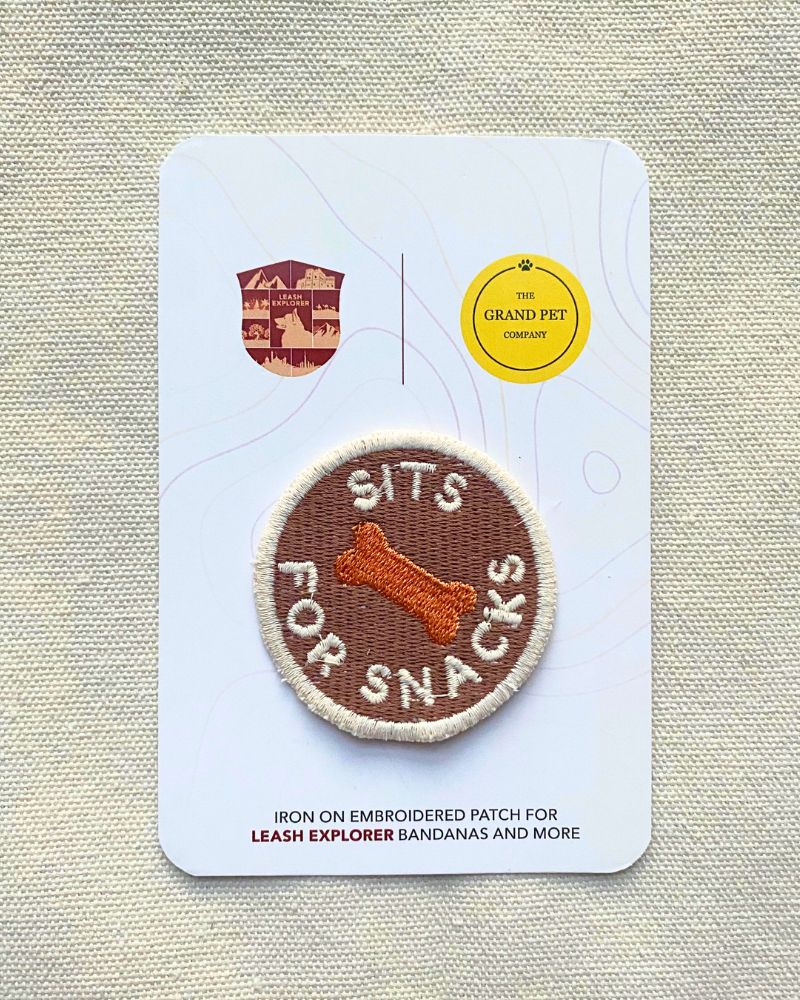 LEASH
EXPLORER
THE
GRAND PET
COMPANY
SITS
FOR SNACKS
IRON ON EMBROIDERED PATCH FOR
LEASH EXPLORER BANDANAS AND MORE